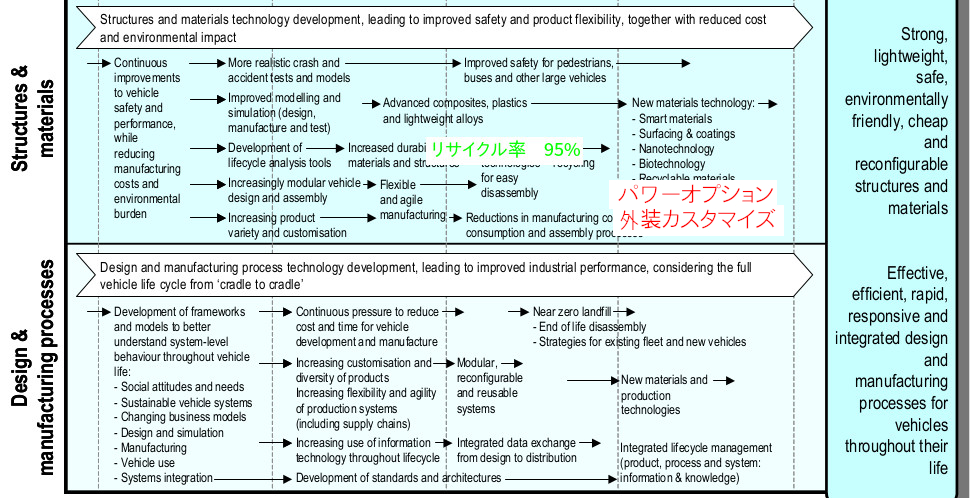 Structures &
materials
Structures and materials technology development, leading to improved safety and product flexibility, together with reduced cost
and environmental impact
Continuous
improvements
to vehicle
safety and
performance,
while
reducing
manufacturing
costs and
environmental
burden
More realistic crash and
accident tests and models
Improved safety for pedestrians,
buses and other large vehicles
Improved modelling and
simulation (design,
manufacture and test)
Advanced composites, plastics
and lightweight alloys
New materials technology:
- Smart materials
- Surfacing & coatings
- Nanotechnology
- Biotechnology
- Recyclable materials
Development of
lifecycle analysis tools
Increased
materials and
リサイクル率 95%
for easy
disassembly
Increasingly modular vehicle
design and assembly
Flexible
and agile
manufacturing
パワーオプション
外装カスタマイズ
Increasing product
variety and customisation
Reductions in manufacturing
consumption and assembly
Strong,
lightweight,
safe,
environmentally
friendly, cheap
and
reconfigurable
structures and
materials
Design &
manufacturing processes
Design and manufacturing process technology development, leading to improved industrial performance, considering the full
vehicle life cycle from ‘cradle to cradle’
Development of frameworks
and models to better
understand system-level
behaviour throughout vehicle
life:
- Social attitudes and needs
- Sustainable vehicle systems
- Changing business models
- Design and simulation
- Manufacturing
- Vehicle use
- Systems integration
Continuous pressure to reduce
cost and time for vehicle
development and manufacture
Near zero landfill
- End of life disassembly
- Strategies for existing fleet and new vehicles
Increasing customisation and
diversity of products
Increasing flexibility and agility
of production systems
(including supply chains)
Modular,
reconfigurable
and reusable
systems
New materials and
production
technologies
Increasing use of information
technology throughout lifecycle
Integrated data exchange
from design to distribution
Integrated lifecycle management
(product, process and system:
information & knowledge)
Development of standards and architectures
Effective,
efficient, rapid,
responsive and
integrated design
and
manufacturing
processes for
vehicles
throughout their
life